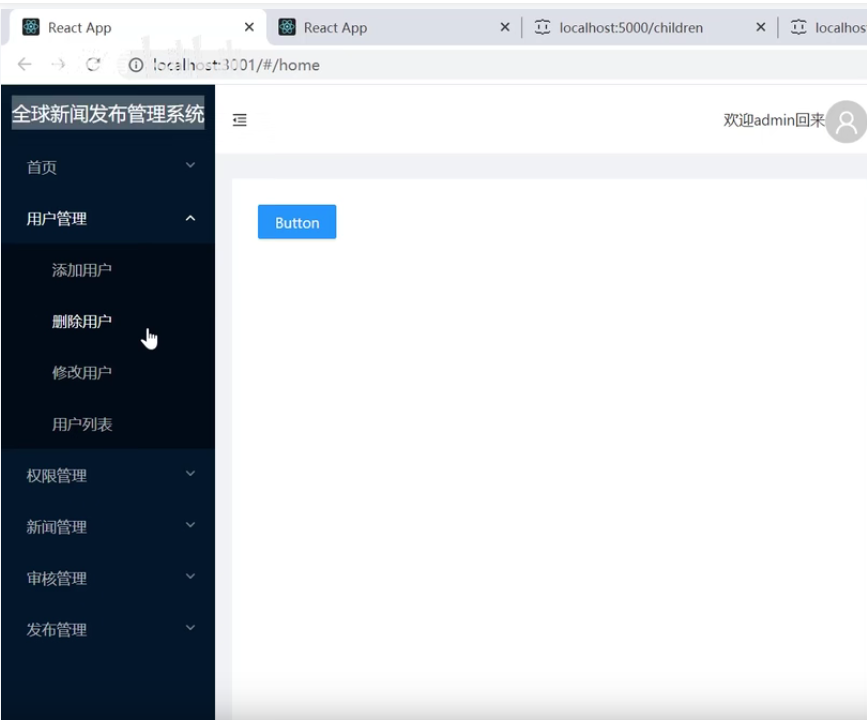 React App
React App
localhost:5000/children
localhos
localhost:3001/#/home
全球新闻发布管理系统
欢迎admin回来
首页
用户管理
Button
添加用户
删除用户
修改用户
用户列表
权限管理
新闻管理
审核管理
发布管理